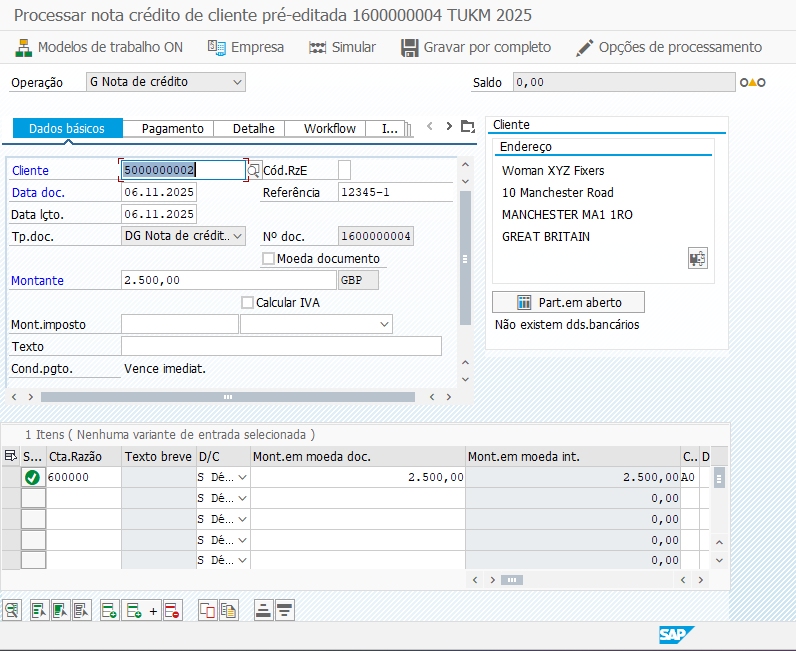 Processar nota crédito de cliente pré-editada 1600000004 TUKM 2025
Modelos de trabalho ON Empresa Simular Gravar por completo Opções de processamento
Operação G Nota de crédito Saldo 0,00
Dados básicos Pagamento Detalhe Workflow I...
Cliente 5000000002 Cód.RzE
Data doc. 06.11.2025 Referência 12345-1
Data lçto. 06.11.2025
Tp.doc. DG Nota de crédit.. Nº doc. 1600000004
Moeda documento
Montante 2.500,00 GBP
Calcular IVA
Mont.imposto
Texto
Cond.pgto. Vence imediat.
Cliente
Endereço
Woman XYZ Fixers
10 Manchester Road
MANCHESTER MA1 1RO
GREAT BRITAIN
Part.em aberto
Não existem dds.bancários
1 Itens ( Nenhuma variante de entrada selecionada )
S... Cta.Razão Texto breve D/C Mont.em moeda doc. Mont.em moeda int. C.. D
600000 S Dé... 2.500,00 2.500,00 A0
S Dé... 0,00
S Dé... 0,00
S Dé... 0,00
S Dé... 0,00
SAP